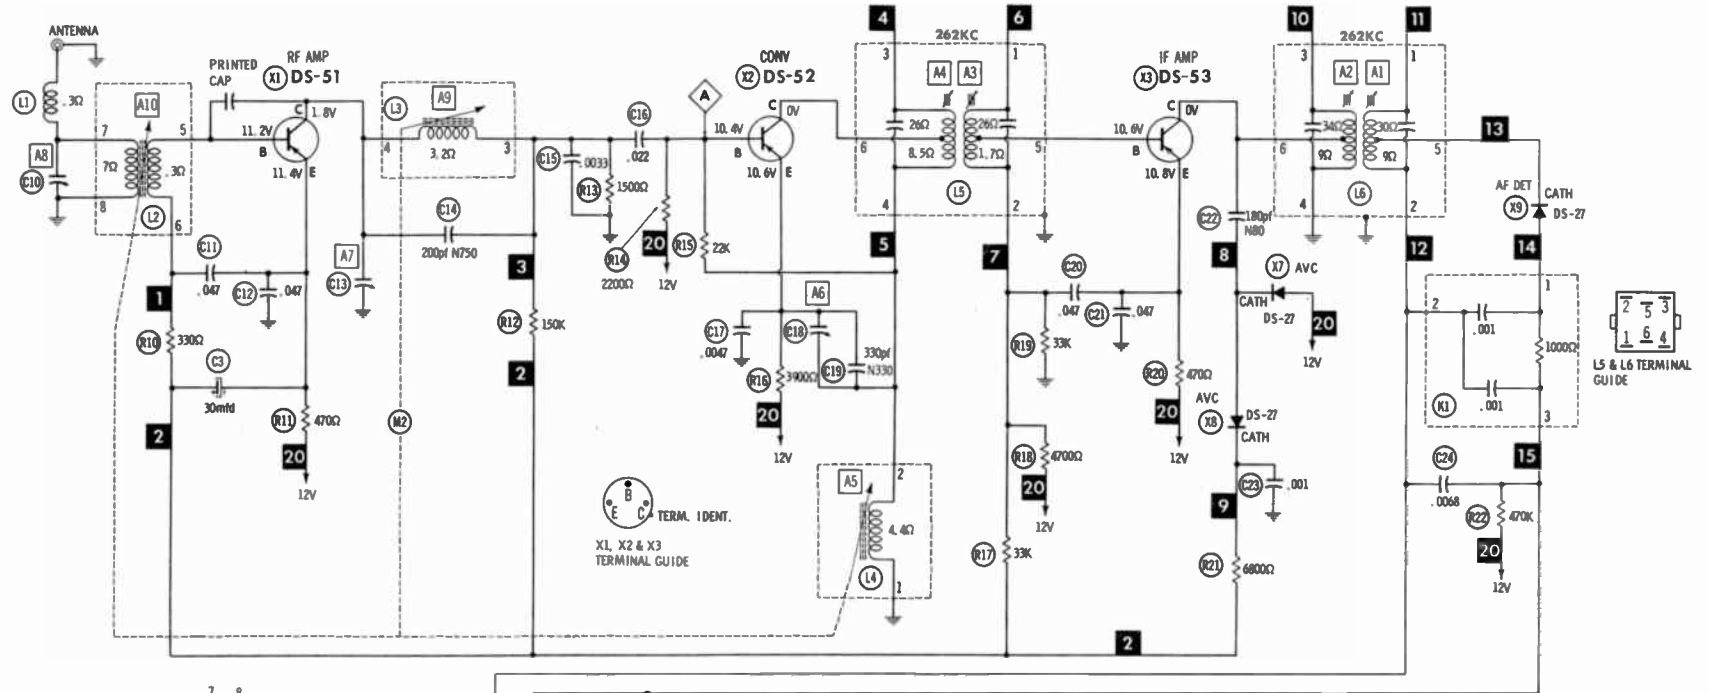 ANTENNA
L1
.3Ω
A8
C10
7
8
7Ω
A10
.3Ω
5
6
L2
PRINTED
CAP
RF AMP
X1 DS-51
C
1.8V
11.2V
B
11.4V
E
C11
.047
C12
.047
1
R10
330Ω
C3
30mfd
2
R11
470Ω
20
12V
L3
A9
4
3.2Ω
3
C14
200pf N750
A7
C13
M2
3
R12
150K
2
C15
.0033
R13
1500Ω
C16
.022
R14
2200Ω
20
12V
A
R15
22K
CONV
X2 DS-52
C
0V
10.4V
B
10.6V
E
C17
.0047
A6
C18
C19
330pf
N330
R16
3900Ω
20
12V
B
E
C
TERM. IDENT.
X1, X2 & X3
TERMINAL GUIDE
4
6
262KC
3
1
A4
A3
26Ω
26Ω
6
8.5Ω
1.7Ω
5
4
L5
2
5
7
A5
2
4.4Ω
L4
1
C20
.047
C21
.047
R19
33K
R18
4700Ω
20
12V
R17
33K
IF AMP
X3 DS-53
C
0V
10.6V
B
10.8V
E
R20
470Ω
20
12V
C22
180pf
N80
8
X7 AVC
CATH
DS-27
20
12V
AVC
X8
DS-27
CATH
C23
.001
9
R21
6800Ω
2
10
11
262KC
3
1
A2
A1
34Ω
30Ω
6
9Ω
9Ω
5
4
L6
2
13
AF DET
X9
CATH
DS-27
12
14
2
1
.001
1000Ω
.001
K1
3
15
C24
.0068
R22
470K
20
12V
2 5 3
1 6 4
L5 & L6 TERMINAL
GUIDE
7 8